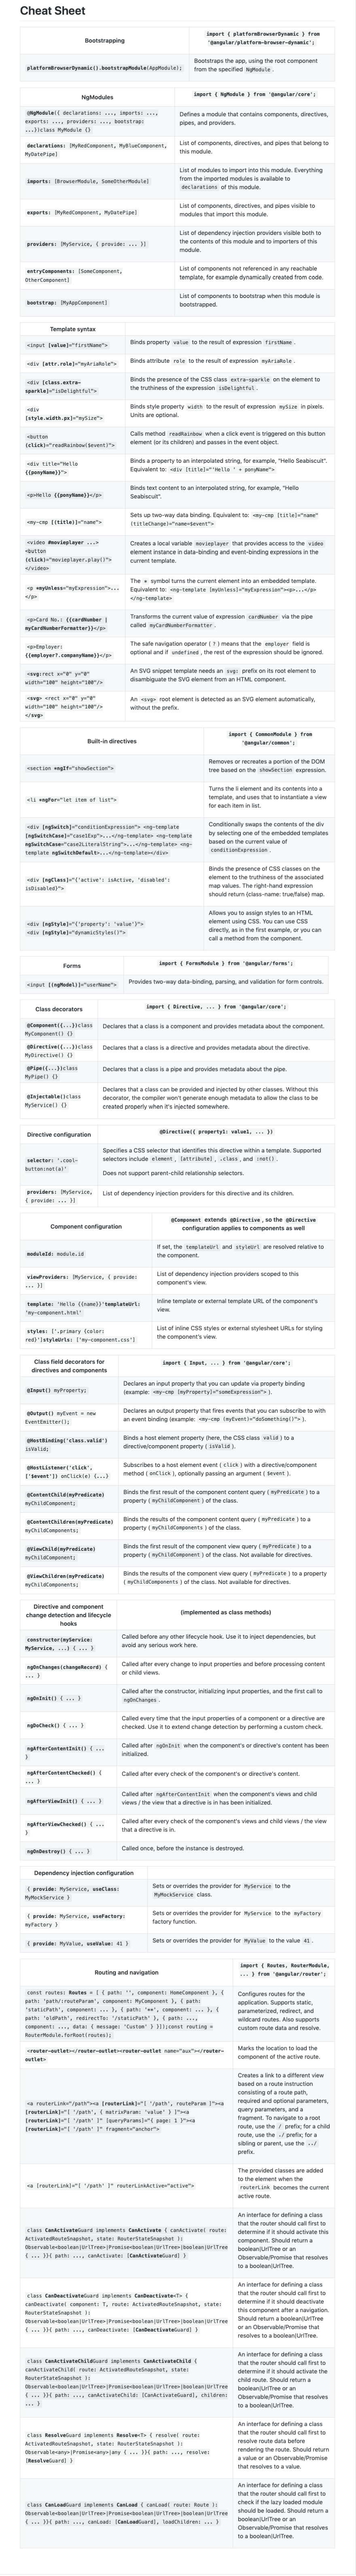 Cheat Sheet
Bootstrapping
import { platformBrowserDynamic } from
'@angular/platform-browser-dynamic';
platformBrowserDynamic().bootstrapModule(AppModule);
Bootstraps the app, using the root component
from the specified NgModule.
NgModules
import { NgModule } from '@angular/core';
@NgModule({ declarations: ..., imports: ...,
exports: ..., providers: ..., bootstrap:
...})class MyModule {}
Defines a module that contains components, directives,
pipes, and providers.
declarations: [MyRedComponent, MyBlueComponent,
MyDatePipe]
List of components, directives, and pipes that belong to
this module.
imports: [BrowserModule, SomeOtherModule]
List of modules to import into this module. Everything
from the imported modules is available to
declarations of this module.
exports: [MyRedComponent, MyDatePipe]
List of components, directives, and pipes visible to
modules that import this module.
providers: [MyService, { provide: ... }]
List of dependency injection providers visible both to
the contents of this module and to importers of this
module.
entryComponents: [SomeComponent,
OtherComponent]
List of components not referenced in any reachable
template, for example dynamically created from code.
bootstrap: [MyAppComponent]
List of components to bootstrap when this module is
bootstrapped.
Template syntax
<input [value]="firstName">
Binds property value to the result of expression firstName.
<div [attr.role]="myAriaRole">
Binds attribute role to the result of expression myAriaRole.
<div [class.extra-
sparkle]="isDelightful">
Binds the presence of the CSS class extra-sparkle on the element to
the truthiness of the expression isDelightful.
<div
[style.width.px]="mySize">
Binds style property width to the result of expression mySize in pixels.
Units are optional.
<button
(click)="readRainbow($event)">
Calls method readRainbow when a click event is triggered on this button
element (or its children) and passes in the event object.
<div title="Hello
{{ponyName}}">
Binds a property to an interpolated string, for example, "Hello Seabiscuit".
Equivalent to: <div [title]="'Hello ' + ponyName">
<p>Hello {{ponyName}}</p>
Binds text content to an interpolated string, for example, "Hello
Seabiscuit".
<my-cmp [(title)]="name">
Sets up two-way data binding. Equivalent to: <my-cmp [title]="name"
(titleChange)="name=$event">
<video #movieplayer ...>
<button
(click)="movieplayer.play()">
</video>
Creates a local variable movieplayer that provides access to the video
element instance in data-binding and event-binding expressions in the
current template.
<p *myUnless="myExpression">...
</p>
The * symbol turns the current element into an embedded template.
Equivalent to: <ng-template [myUnless]="myExpression"><p>...</p>
</ng-template>
<p>Card No.: {{cardNumber |
myCardNumberFormatter}}</p>
Transforms the current value of expression cardNumber via the pipe
called myCardNumberFormatter.
<p>Employer:
{{employer?.companyName}}</p>
The safe navigation operator (?) means that the employer field is
optional and if undefined, the rest of the expression should be ignored.
<svg:rect x="0" y="0"
width="100" height="100"/>
An SVG snippet template needs an svg: prefix on its root element to
disambiguate the SVG element from an HTML component.
<svg> <rect x="0" y="0"
width="100" height="100"/>
</svg>
An <svg> root element is detected as an SVG element automatically,
without the prefix.
Built-in directives
import { CommonModule } from
'@angular/common';
<section *ngIf="showSection">
Removes or recreates a portion of the DOM
tree based on the showSection expression.
<li *ngFor="let item of list">
Turns the li element and its contents into a
template, and uses that to instantiate a view
for each item in list.
<div [ngSwitch]="conditionExpression"> <ng-template
[ngSwitchCase]="case1Exp">...</ng-template> <ng-template
ngSwitchCase="case2LiteralString">...</ng-template> <ng-
template ngSwitchDefault>...</ng-template></div>
Conditionally swaps the contents of the div
by selecting one of the embedded templates
based on the current value of
conditionExpression.
<div [ngClass]="{'active': isActive, 'disabled':
isDisabled}">
Binds the presence of CSS classes on the
element to the truthiness of the associated
map values. The right-hand expression
should return {class-name: true/false} map.
<div [ngStyle]="{'property': 'value'}">
<div [ngStyle]="dynamicStyles()">
Allows you to assign styles to an HTML
element using CSS. You can use CSS
directly, as in the first example, or you can
call a method from the component.
Forms
import { FormsModule } from '@angular/forms';
<input [(ngModel)]="userName">
Provides two-way data-binding, parsing, and validation for form controls.
Class decorators
import { Directive, ... } from '@angular/core';
@Component({...})class
MyComponent() {}
Declares that a class is a component and provides metadata about the component.
@Directive({...})class
MyDirective() {}
Declares that a class is a directive and provides metadata about the directive.
@Pipe({...})class
MyPipe() {}
Declares that a class is a pipe and provides metadata about the pipe.
@Injectable()class
MyService() {}
Declares that a class can be provided and injected by other classes. Without this
decorator, the compiler won't generate enough metadata to allow the class to be
created properly when it's injected somewhere.
Directive configuration
@Directive({ property1: value1, ... })
selector: '.cool-
button:not(a)'
Specifies a CSS selector that identifies this directive within a template. Supported
selectors include element, [attribute], .class, and :not().
Does not support parent-child relationship selectors.
providers: [MyService,
{ provide: ... }]
List of dependency injection providers for this directive and its children.
Component configuration
@Component extends @Directive, so the @Directive
configuration applies to components as well
moduleId: module.id
If set, the templateUrl and styleUrl are resolved relative to
the component.
viewProviders: [MyService, { provide:
... }]
List of dependency injection providers scoped to this
component's view.
template: 'Hello {{name}}'templateUrl:
'my-component.html'
Inline template or external template URL of the component's
view.
styles: ['.primary {color:
red}']styleUrls: ['my-component.css']
List of inline CSS styles or external stylesheet URLs for styling
the component's view.
Class field decorators for
directives and components
import { Input, ... } from '@angular/core';
@Input() myProperty;
Declares an input property that you can update via property binding
(example: <my-cmp [myProperty]="someExpression">).
@Output() myEvent = new
EventEmitter();
Declares an output property that fires events that you can subscribe to with
an event binding (example: <my-cmp (myEvent)="doSomething()">).
@HostBinding('class.valid')
isValid;
Binds a host element property (here, the CSS class valid) to a
directive/component property (isValid).
@HostListener('click',
['$event']) onClick(e) {...}
Subscribes to a host element event (click) with a directive/component
method (onClick), optionally passing an argument ($event).
@ContentChild(myPredicate)
myChildComponent;
Binds the first result of the component content query (myPredicate) to a
property (myChildComponent) of the class.
@ContentChildren(myPredicate)
myChildComponents;
Binds the results of the component content query (myPredicate) to a
property (myChildComponents) of the class.
@ViewChild(myPredicate)
myChildComponent;
Binds the first result of the component view query (myPredicate) to a
property (myChildComponent) of the class. Not available for directives.
@ViewChildren(myPredicate)
myChildComponents;
Binds the results of the component view query (myPredicate) to a property
(myChildComponents) of the class. Not available for directives.
Directive and component
change detection and lifecycle
hooks
(implemented as class methods)
constructor(myService:
MyService, ...) { ... }
Called before any other lifecycle hook. Use it to inject dependencies, but
avoid any serious work here.
ngOnChanges(changeRecord) {
... }
Called after every change to input properties and before processing content
or child views.
ngOnInit() { ... }
Called after the constructor, initializing input properties, and the first call to
ngOnChanges.
ngDoCheck() { ... }
Called every time that the input properties of a component or a directive are
checked. Use it to extend change detection by performing a custom check.
ngAfterContentInit() { ...
}
Called after ngOnInit when the component's or directive's content has been
initialized.
ngAfterContentChecked() {
... }
Called after every check of the component's or directive's content.
ngAfterViewInit() { ... }
Called after ngAfterContentInit when the component's views and child
views / the view that a directive is in has been initialized.
ngAfterViewChecked() { ...
}
Called after every check of the component's views and child views / the view
that a directive is in.
ngOnDestroy() { ... }
Called once, before the instance is destroyed.
Dependency injection configuration
{ provide: MyService, useClass:
MyMockService }
Sets or overrides the provider for MyService to the
MyMockService class.
{ provide: MyService, useFactory:
myFactory }
Sets or overrides the provider for MyService to the myFactory
factory function.
{ provide: MyValue, useValue: 41 }
Sets or overrides the provider for MyValue to the value 41.
Routing and navigation
import { Routes, RouterModule,
... } from '@angular/router';
const routes: Routes = [ { path: '', component: HomeComponent }, {
path: 'path/:routeParam', component: MyComponent }, { path:
'staticPath', component: ... }, { path: '**', component: ... }, {
path: 'oldPath', redirectTo: '/staticPath' }, { path: ...,
component: ..., data: { message: 'Custom' } }]);const routing =
RouterModule.forRoot(routes);
Configures routes for the
application. Supports static,
parameterized, redirect, and
wildcard routes. Also supports
custom route data and resolve.
<router-outlet></router-outlet><router-outlet name="aux"></router-
outlet>
Marks the location to load the
component of the active route.
<a routerLink="/path"><a [routerLink]="[ '/path', routeParam ]"><a
[routerLink]="[ '/path', { matrixParam: 'value' } ]"><a
[routerLink]="[ '/path' ]" [queryParams]="{ page: 1 }"><a
[routerLink]="[ '/path' ]" fragment="anchor">
Creates a link to a different view
based on a route instruction
consisting of a route path,
required and optional parameters,
query parameters, and a
fragment. To navigate to a root
route, use the / prefix; for a child
route, use the ./prefix; for a
sibling or parent, use the ../
prefix.
<a [routerLink]="[ '/path' ]" routerLinkActive="active">
The provided classes are added
to the element when the
routerLink becomes the current
active route.
class CanActivateGuard implements CanActivate { canActivate( route:
ActivatedRouteSnapshot, state: RouterStateSnapshot ):
Observable<boolean|UrlTree>|Promise<boolean|UrlTree>|boolean|UrlTree
{ ... }}{ path: ..., canActivate: [CanActivateGuard] }
An interface for defining a class
that the router should call first to
determine if it should activate this
component. Should return a
boolean|UrlTree or an
Observable/Promise that resolves
to a boolean|UrlTree.
class CanDeactivateGuard implements CanDeactivate<T> {
canDeactivate( component: T, route: ActivatedRouteSnapshot, state:
RouterStateSnapshot ):
Observable<boolean|UrlTree>|Promise<boolean|UrlTree>|boolean|UrlTree
{ ... }}{ path: ..., canDeactivate: [CanDeactivateGuard] }
An interface for defining a class
that the router should call first to
determine if it should deactivate
this component after a navigation.
Should return a boolean|UrlTree
or an Observable/Promise that
resolves to a boolean|UrlTree.
class CanActivateChildGuard implements CanActivateChild {
canActivateChild( route: ActivatedRouteSnapshot, state:
RouterStateSnapshot ):
Observable<boolean|UrlTree>|Promise<boolean|UrlTree>|boolean|UrlTree
{ ... }}{ path: ..., canActivateChild: [CanActivateGuard], children:
... }
An interface for defining a class
that the router should call first to
determine if it should activate the
child route. Should return a
boolean|UrlTree or an
Observable/Promise that resolves
to a boolean|UrlTree.
class ResolveGuard implements Resolve<T> { resolve( route:
ActivatedRouteSnapshot, state: RouterStateSnapshot ):
Observable<any>|Promise<any>|any { ... }}{ path: ..., resolve:
[ResolveGuard] }
An interface for defining a class
that the router should call first to
resolve route data before
rendering the route. Should return
a value or an Observable/Promise
that resolves to a value.
class CanLoadGuard implements CanLoad { canLoad( route: Route ):
Observable<boolean|UrlTree>|Promise<boolean|UrlTree>|boolean|UrlTree
{ ... }}{ path: ..., canLoad: [CanLoadGuard], loadChildren: ... }
An interface for defining a class
that the router should call first to
check if the lazy loaded module
should be loaded. Should return a
boolean|UrlTree or an
Observable/Promise that resolves
to a boolean|UrlTree.